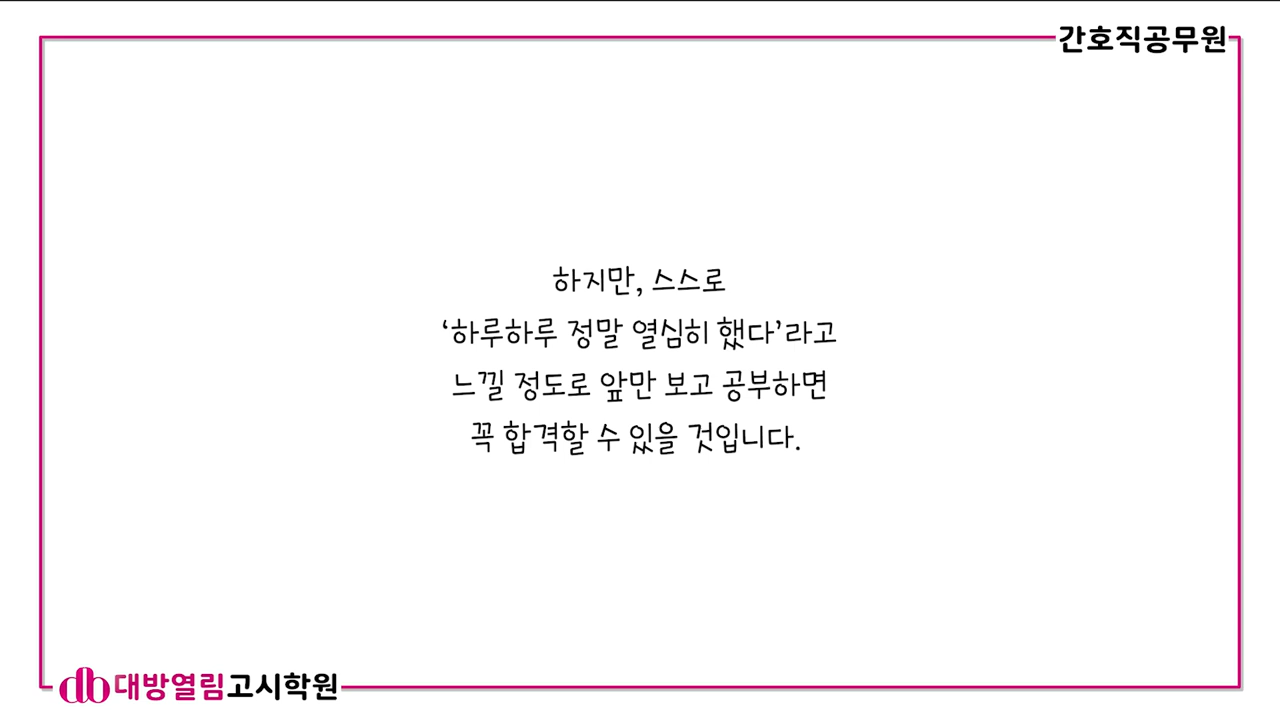 간호직공무원
하지만, 스스로
‘하루하루 정말 열심히 했다’라고
느낄 정도로 앞만 보고 공부하면
꼭 합격할 수 있을 것입니다.
db 대방열림고시학원